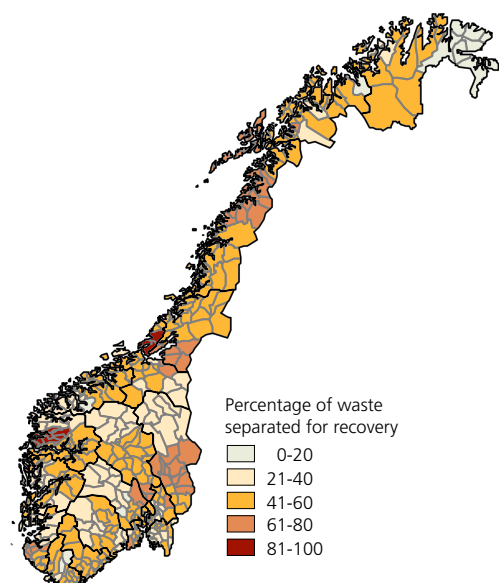 Percentage of waste
separated for recovery
0-20
21-40
41-60
61-80
81-100